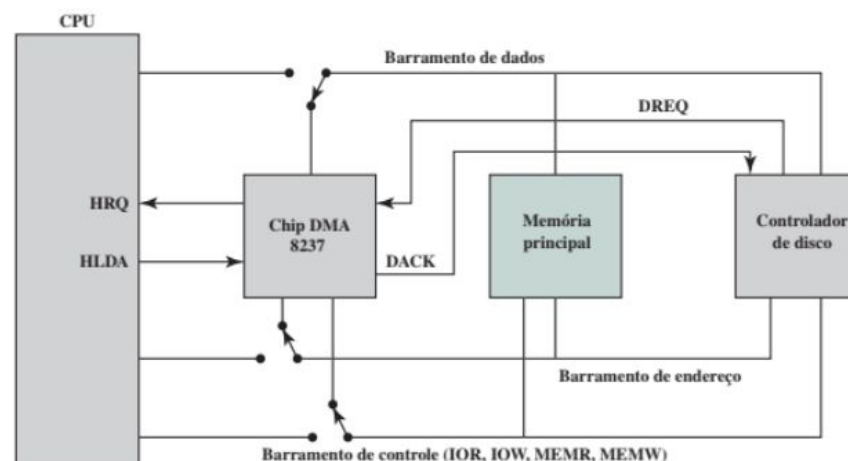 CPU
Barramento de dados
DREQ
HRQ
Chip DMA
8237
Memória
principal
Controlador
de disco
HLDA
DACK
Barramento de endereço
Barramento de controle (IOR, IOW, MEMR, MEMW)